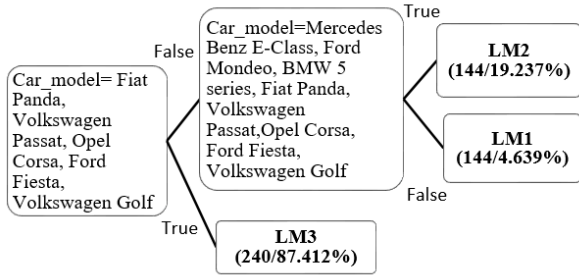 Car_model= Fiat
Panda,
Volkswagen
Passat, Opel
Corsa, Ford
Fiesta,
Volkswagen Golf
False
True
Car_model=Mercedes
Benz E-Class, Ford
Mondeo, BMW 5
series, Fiat Panda,
Volkswagen
Passat,Opel Corsa,
Ford Fiesta,
Volkswagen Golf
True
False
LM2
(144/19.237%)
LM1
(144/4.639%)
LM3
(240/87.412%)